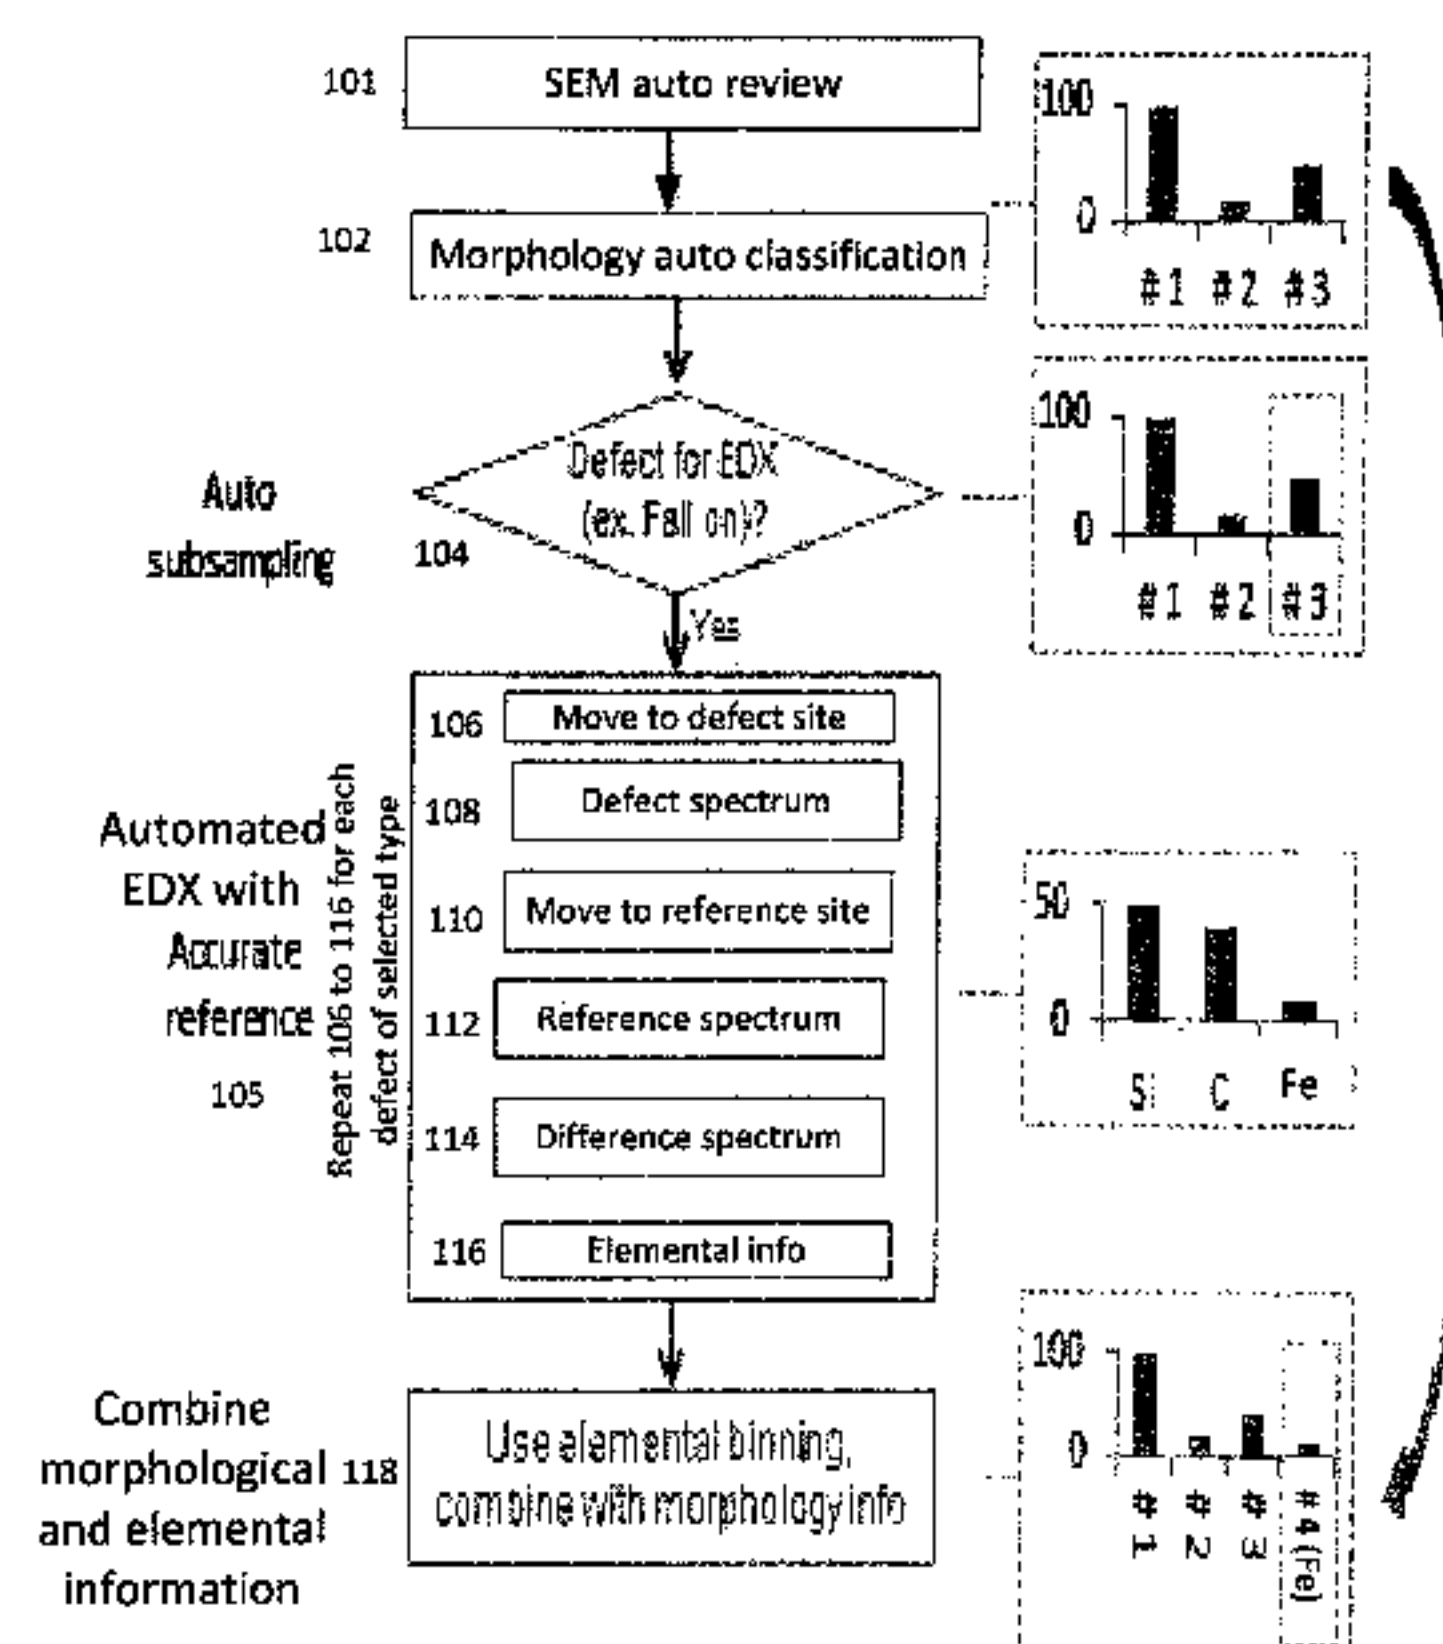 101
SEM auto review
102
Morphology auto classification
100
0
#1 #2 #3
Auto
subsampling
104
Defect for EDX
(ex. Fall on)?
Yes
100
0
#1 #2 #3
Automated
EDX with
Accurate
reference
105
Repeat 106 to 116 for each
defect of selected type
106
Move to defect site
108
Defect spectrum
110
Move to reference site
112
Reference spectrum
114
Difference spectrum
116
Elemental info
50
0
Si C Fe
Combine
morphological
and elemental
information
118
Use elemental binning,
combine with morphology info
100
0
#1
#2
#3
#4 (Fe)